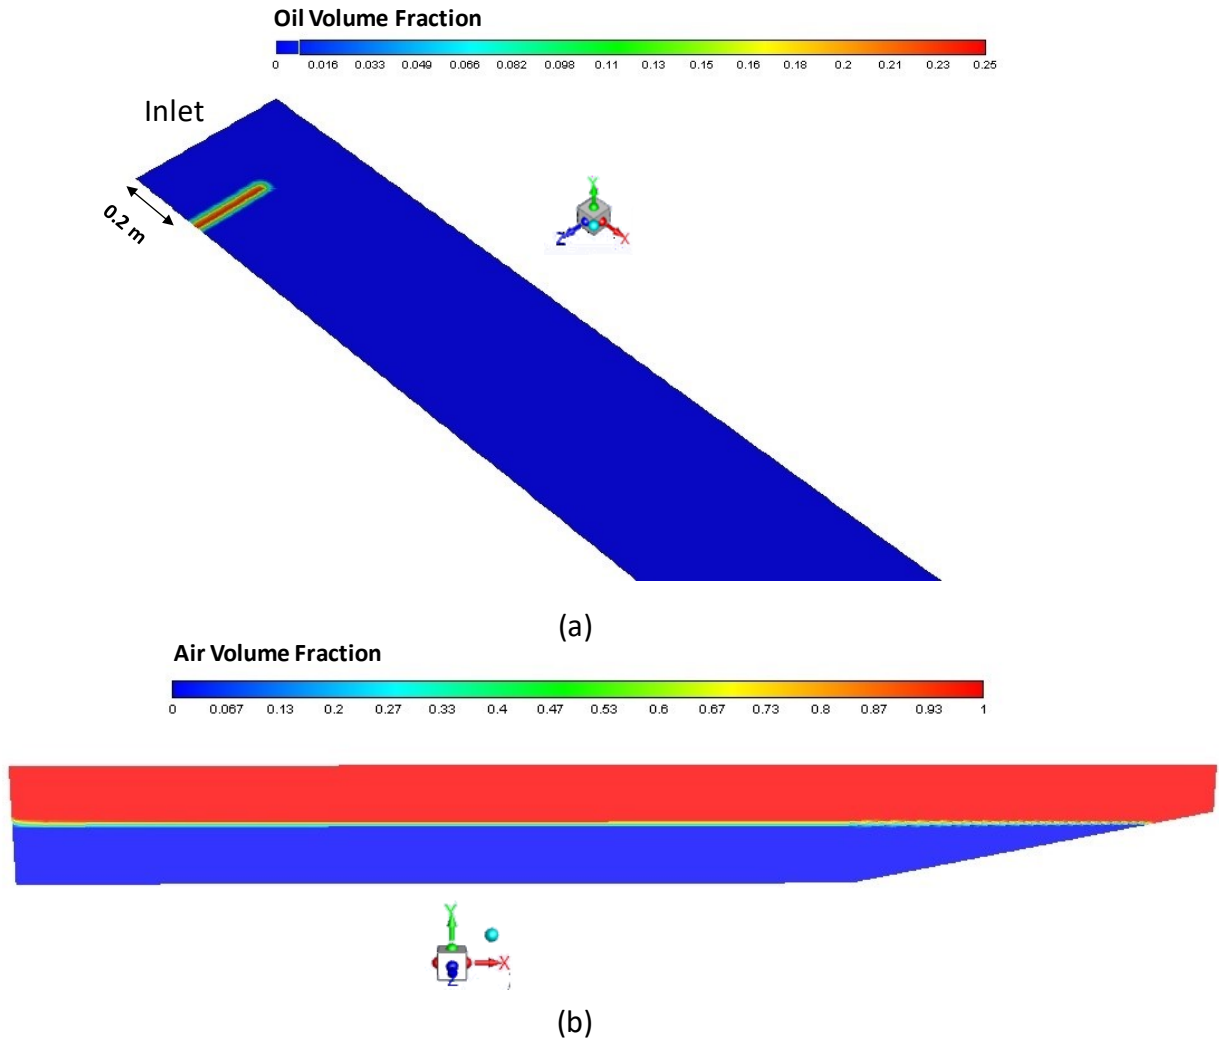 Oil Volume Fraction
0 0.016 0.033 0.049 0.066 0.082 0.098 0.11 0.13 0.15 0.16 0.18 0.2 0.21 0.23 0.25
Inlet
0.2 m
Y
Z X
(a)
Air Volume Fraction
0 0.067 0.13 0.2 0.27 0.33 0.4 0.47 0.53 0.6 0.67 0.73 0.8 0.87 0.93 1
Y
X
Z
(b)